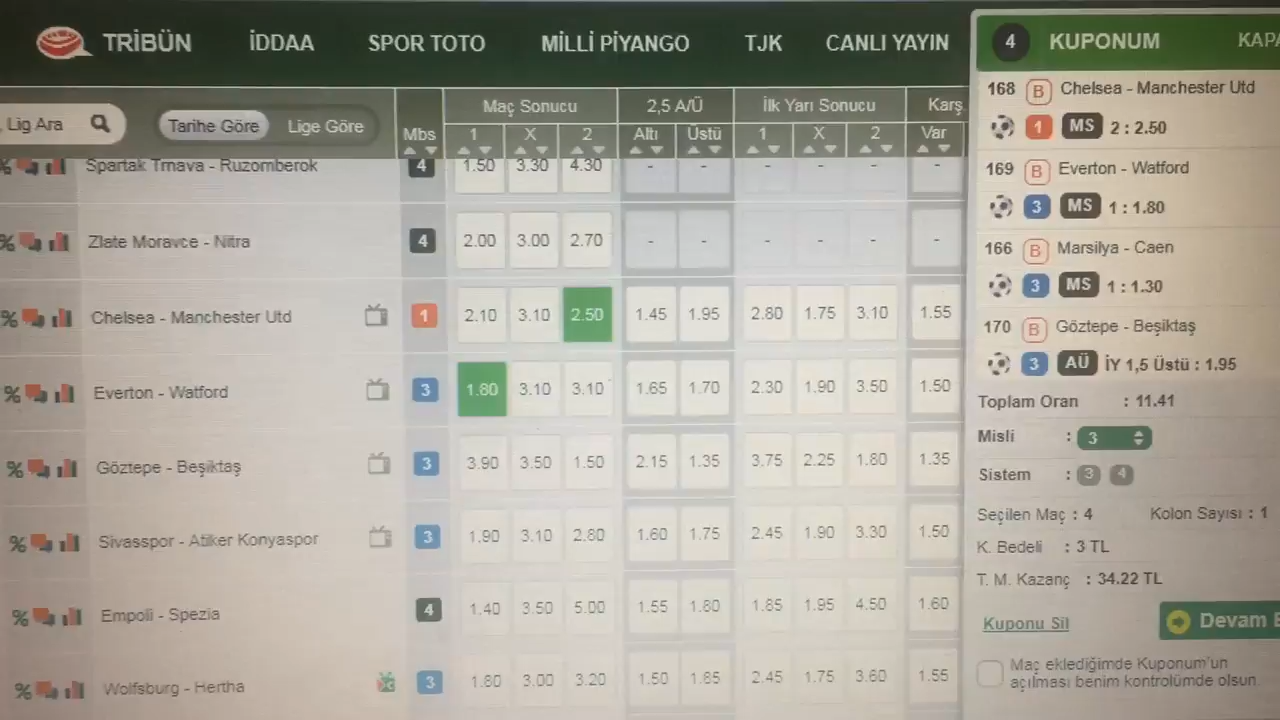 TRİBÜN İDDAA SPOR TOTO MİLLİ PİYANGO TJK CANLI YAYIN
Lig Ara Tarihe Göre Lige Göre
Mbs Maç Sonucu 2,5 A/Ü İlk Yarı Sonucu Karş
1 X 2 Altı Üstü 1 X 2 Var
% Spartak Trnava - Ruzomberok 4 1.50 3.30 4.30 - - - - - -
% Zlate Moravce - Nitra 4 2.00 3.00 2.70 - - - - - -
% Chelsea - Manchester Utd 1 2.10 3.10 2.50 1.45 1.95 2.80 1.75 3.10 1.55
% Everton - Watford 3 1.80 3.10 3.10 1.65 1.70 2.30 1.90 3.50 1.50
% Göztepe - Beşiktaş 3 3.90 3.50 1.50 2.15 1.35 3.75 2.25 1.80 1.35
% Sivasspor - Atiker Konyaspor 3 1.90 3.10 2.80 1.60 1.75 2.45 1.90 3.30 1.50
% Empoli - Spezia 4 1.40 3.50 5.00 1.55 1.80 1.85 1.95 4.50 1.60
% Wolfsburg - Hertha 3 1.80 3.00 3.20 1.50 1.85 2.45 1.75 3.60 1.55
4 KUPONUM KAPA
168 B Chelsea - Manchester Utd
1 MS 2 : 2.50
169 B Everton - Watford
3 MS 1 : 1.80
166 B Marsilya - Caen
3 MS 1 : 1.30
170 B Göztepe - Beşiktaş
3 AÜ İY 1,5 Üstü : 1.95
Toplam Oran : 11.41
Misli : 3
Sistem : 3 4
Seçilen Maç : 4 Kolon Sayısı : 1
K. Bedeli : 3 TL
T. M. Kazanç : 34.22 TL
Kuponu Sil Devam E
Maç eklediğimde Kuponum'un
açılması benim kontrolümde olsun.